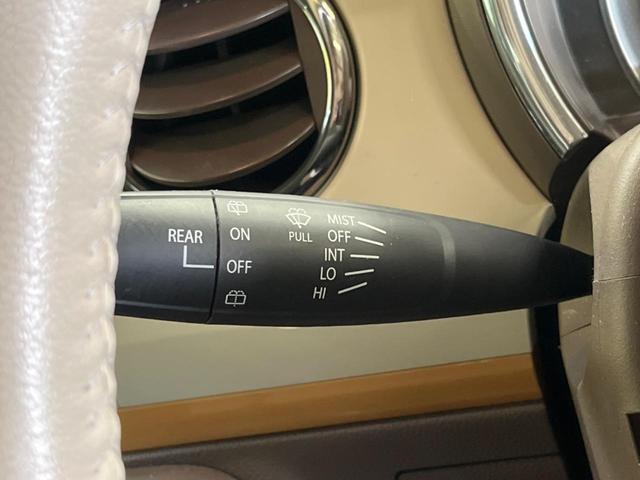 REAR
ON
OFF
PULL
MIST
OFF
INT
LO
HI